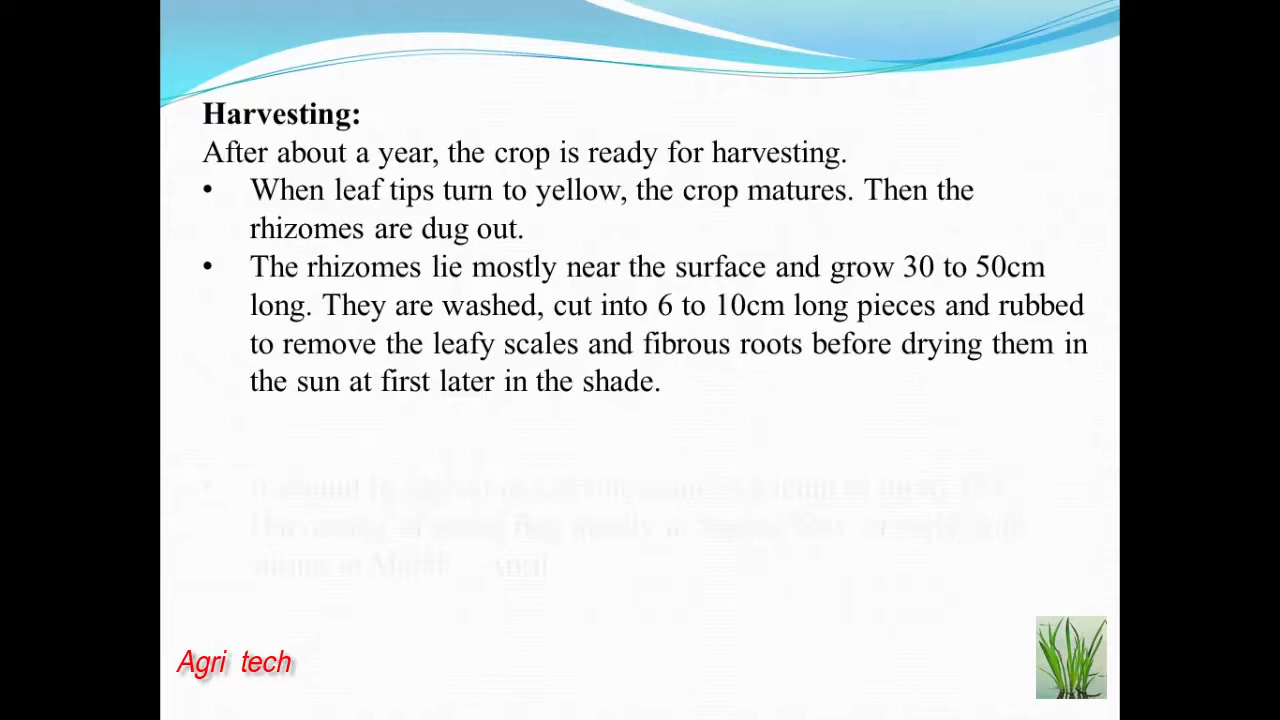 Harvesting:
After about a year, the crop is ready for harvesting.
• When leaf tips turn to yellow, the crop matures. Then the
rhizomes are dug out.
• The rhizomes lie mostly near the surface and grow 30 to 50cm
long. They are washed, cut into 6 to 10cm long pieces and rubbed
to remove the leafy scales and fibrous roots before drying them in
the sun at first later in the shade.
Agri tech